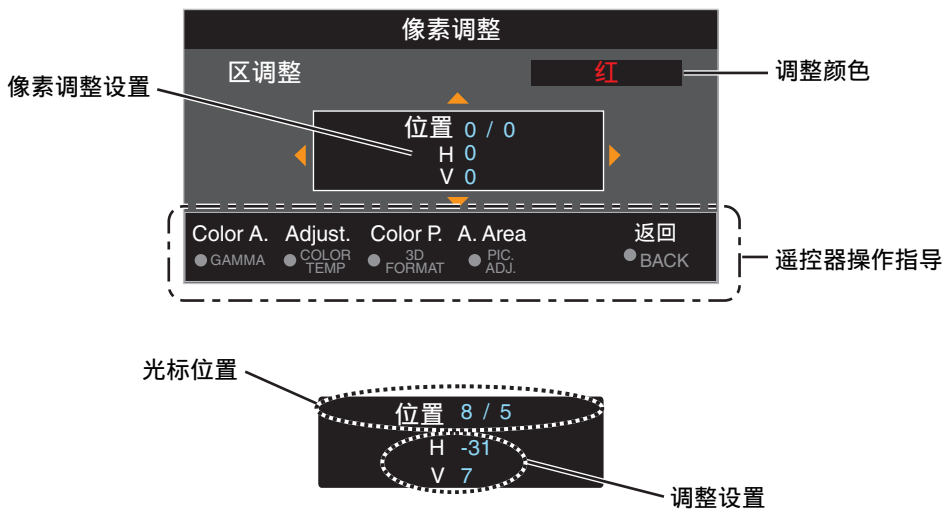 像素调整
区调整 红
调整颜色
像素调整设置
位置 0 / 0
H 0
V 0
Color A. Adjust. Color P. A. Area 返回
GAMMA COLOR TEMP 3D FORMAT PIC. ADJ. BACK
遥控器操作指导
光标位置
位置 8 / 5
H -31
V 7
调整设置